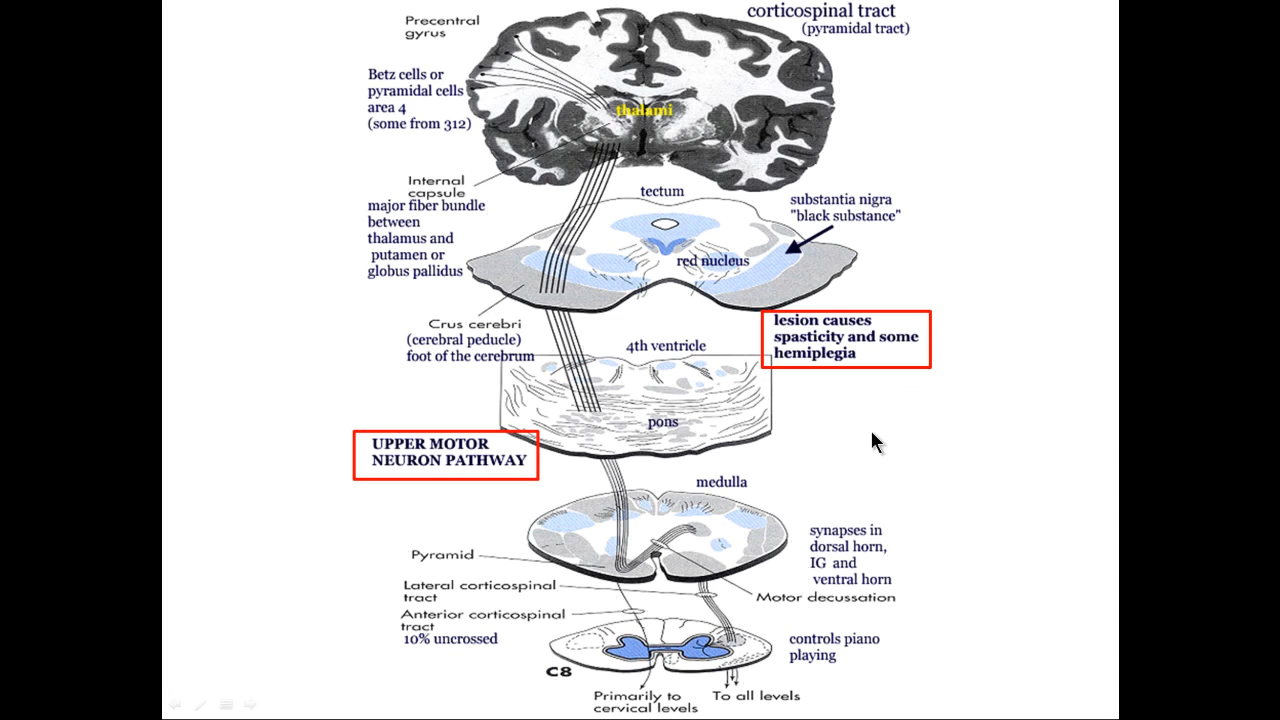 corticospinal tract
(pyramidal tract)
Precentral
gyrus
Betz cells or
pyramidal cells
area 4
(some from 312)
thalami
Internal
capsule
major fiber bundle
between
thalamus and
putamen or
globus pallidus
tectum
substantia nigra
"black substance"
red nucleus
Crus cerebri
(cerebral peducle)
foot of the cerebrum
lesion causes
spasticity and some
hemiplegia
4th ventricle
pons
UPPER MOTOR
NEURON PATHWAY
medulla
synapses in
dorsal horn,
IG and
ventral horn
Pyramid
Lateral corticospinal
tract
Motor decussation
Anterior corticospinal
tract
10% uncrossed
controls piano
playing
C8
Primarily to
cervical levels
To all levels